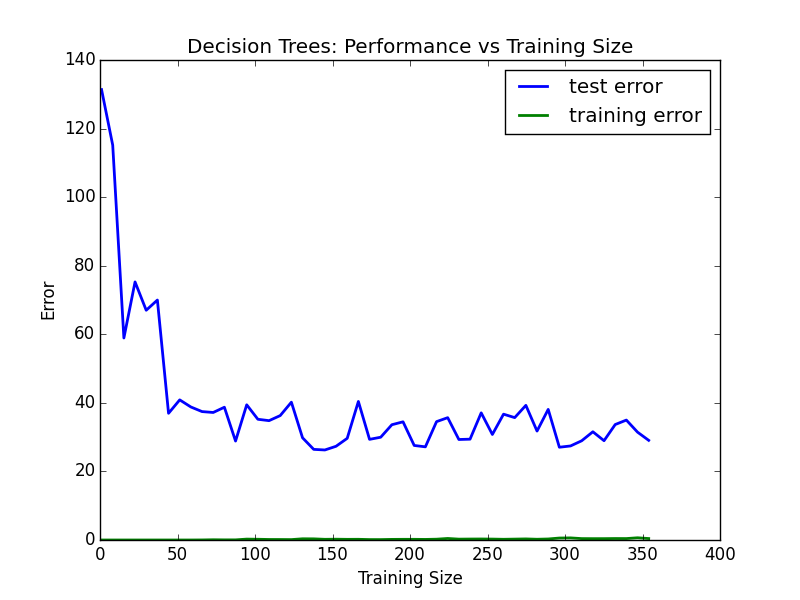 Decision Trees: Performance vs Training Size
140
120
100
80
60
40
20
0
Error
test error
training error
0 50 100 150 200 250 300 350 400
Training Size